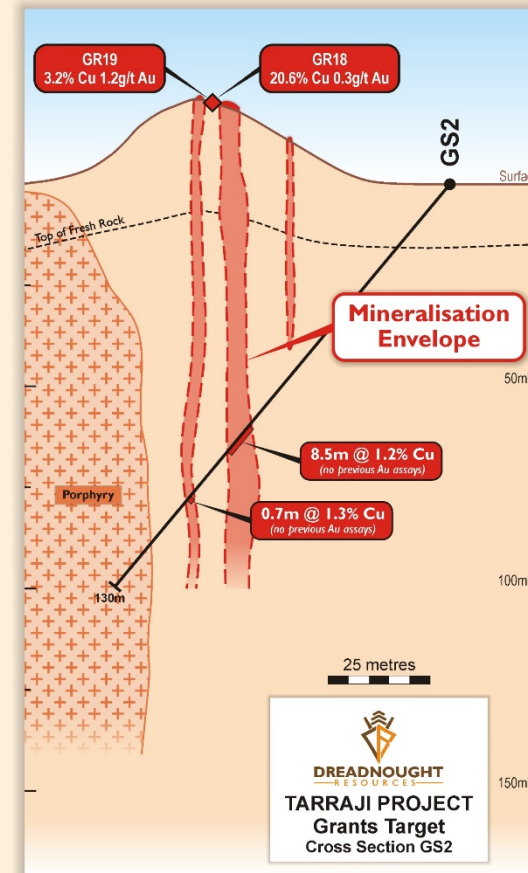 GR19
3.2% Cu 1.2g/t Au
GR18
20.6% Cu 0.3g/t Au
GS2
Surfa
Top of Fresh Rock
Mineralisation
Envelope
50m
8.5m @ 1.2% Cu
(no previous Au assays)
0.7m @ 1.3% Cu
(no previous Au assays)
Porphyry
130m
100m
25 metres
DREADNOUGHT
RESOURCES
TARRAJI PROJECT
Grants Target
Cross Section GS2
150m